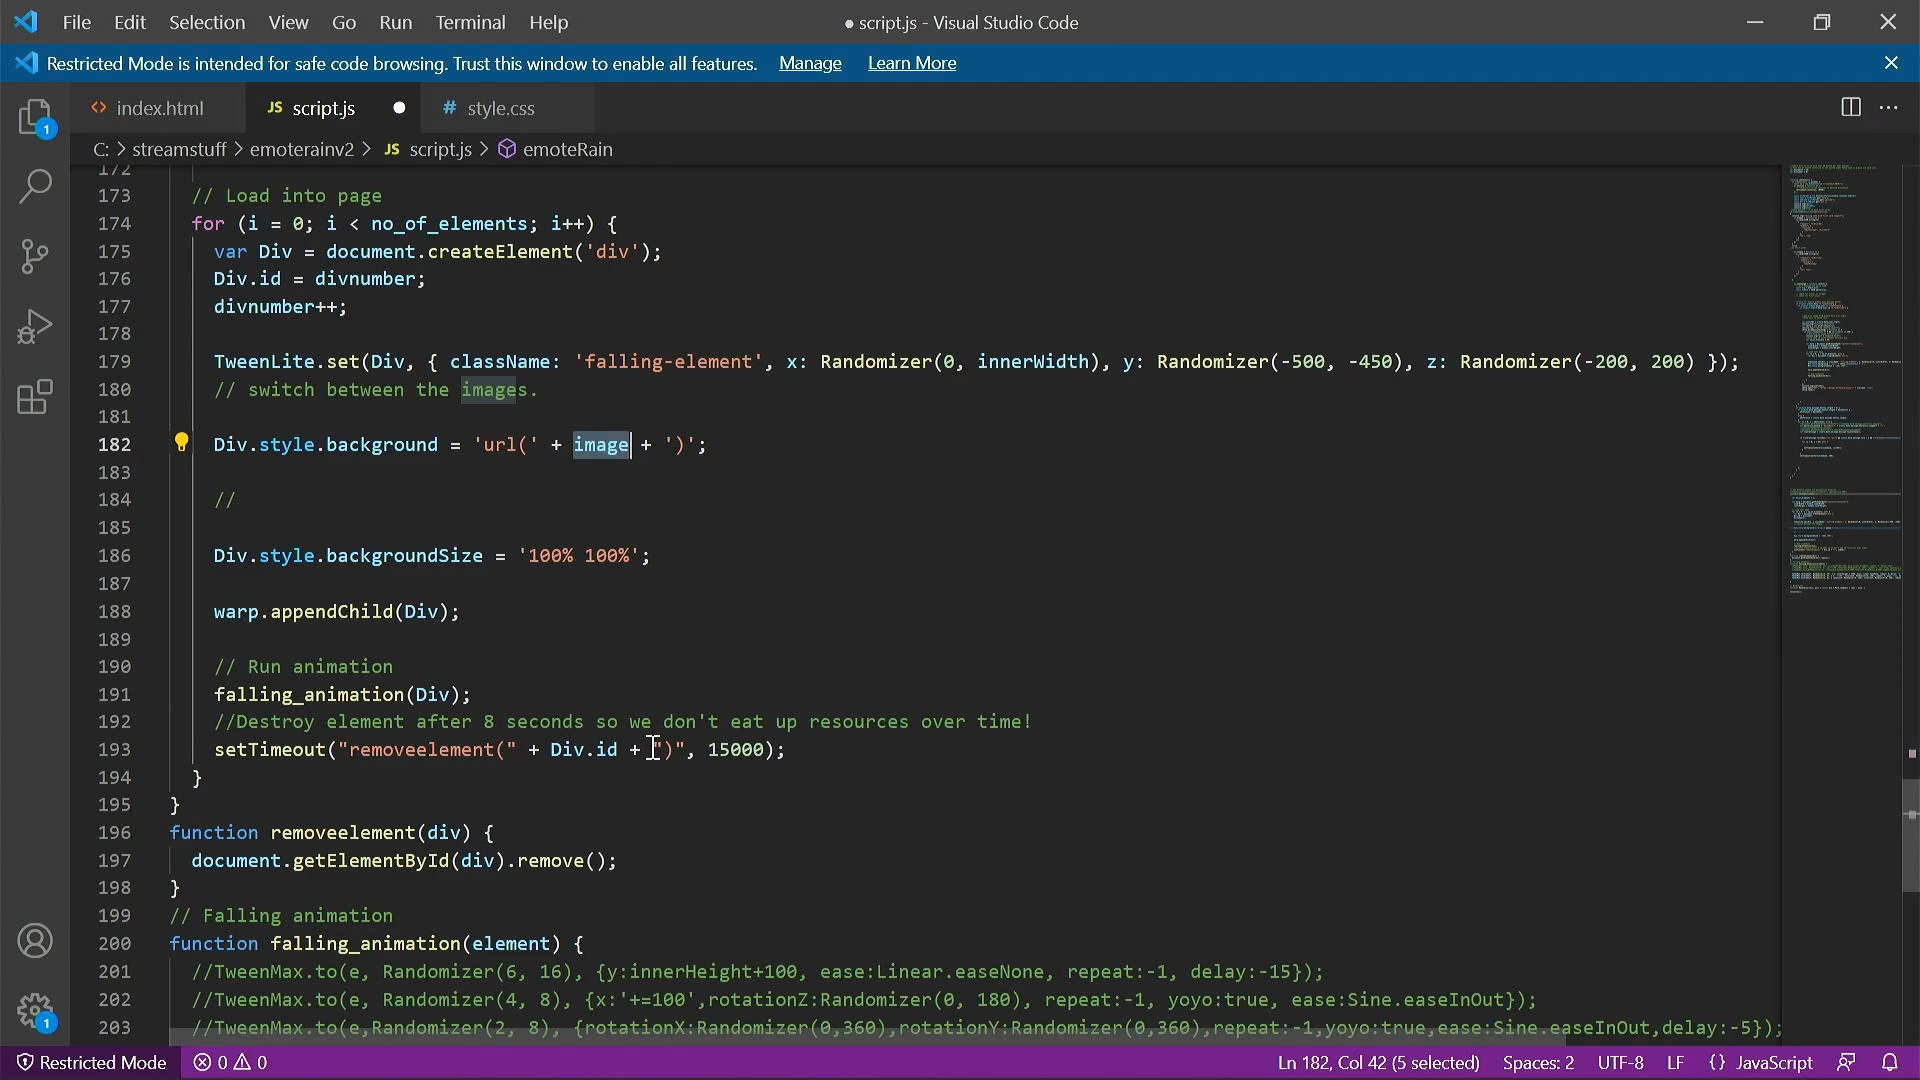 File Edit Selection View Go Run Terminal Help ● script.js - Visual Studio Code
Restricted Mode is intended for safe code browsing. Trust this window to enable all features. Manage Learn More
<> index.html JS script.js ● # style.css
C: > streamstuff > emoterainv2 > JS script.js > emoteRain
172
173 // Load into page
174 for (i = 0; i < no_of_elements; i++) {
175 var Div = document.createElement('div');
176 Div.id = divnumber;
177 divnumber++;
178
179 TweenLite.set(Div, { className: 'falling-element', x: Randomizer(0, innerWidth), y: Randomizer(-500, -450), z: Randomizer(-200, 200) });
180 // switch between the images.
181
182 Div.style.background = 'url(' + image + ')';
183
184 //
185
186 Div.style.backgroundSize = '100% 100%';
187
188 warp.appendChild(Div);
189
190 // Run animation
191 falling_animation(Div);
192 //Destroy element after 8 seconds so we don't eat up resources over time!
193 setTimeout("removeelement(" + Div.id + ")", 15000);
194 }
195 }
196 function removeelement(div) {
197 document.getElementById(div).remove();
198 }
199 // Falling animation
200 function falling_animation(element) {
201 //TweenMax.to(e, Randomizer(6, 16), {y:innerHeight+100, ease:Linear.easeNone, repeat:-1, delay:-15});
202 //TweenMax.to(e, Randomizer(4, 8), {x:'+=100',rotationZ:Randomizer(0, 180), repeat:-1, yoyo:true, ease:Sine.easeInOut});
203 //TweenMax.to(e,Randomizer(2, 8), {rotationX:Randomizer(0,360),rotationY:Randomizer(0,360),repeat:-1,yoyo:true,ease:Sine.easeInOut,delay:-5});
1
1
Restricted Mode 0 0 Ln 182, Col 42 (5 selected) Spaces: 2 UTF-8 LF {} JavaScript